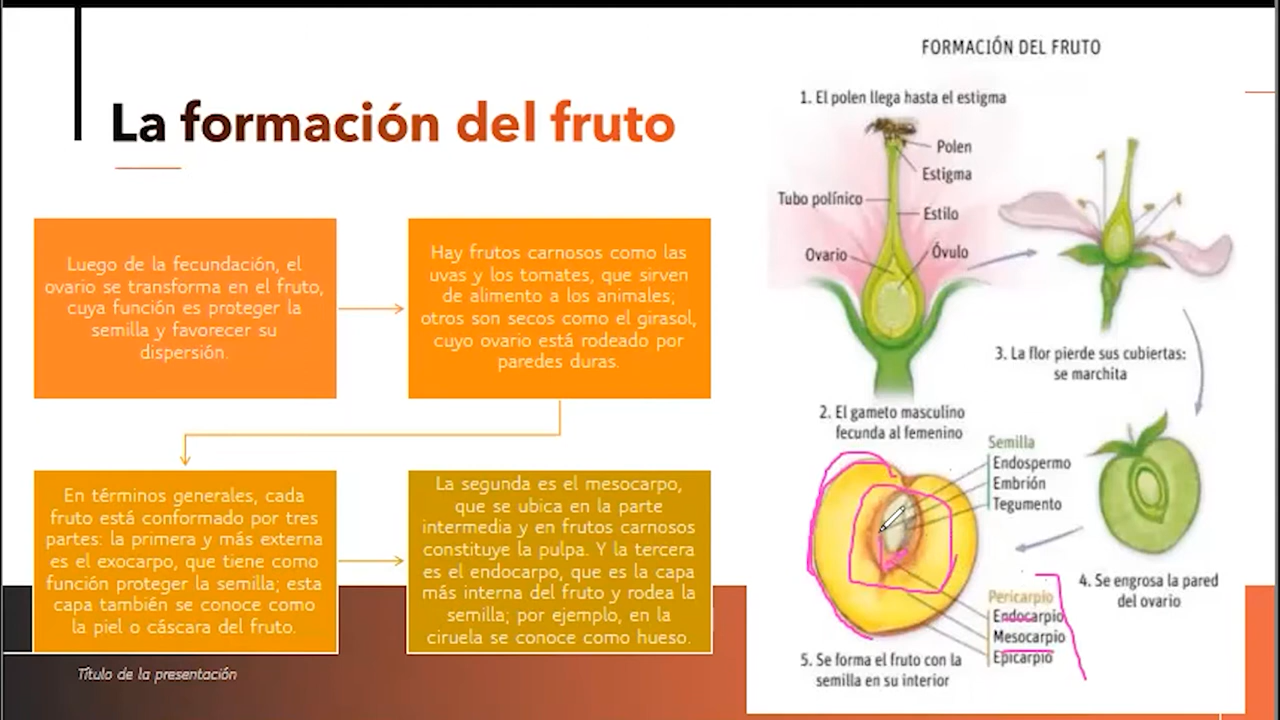 La formación del fruto
Luego de la fecundación, el
ovario se transforma en el fruto,
cuya función es proteger la
semilla y favorecer su
dispersión.
Hay frutos carnosos como las
uvas y los tomates, que sirven
de alimento a los animales;
otros son secos como el girasol,
cuyo ovario está rodeado por
paredes duras.
En términos generales, cada
fruto está conformado por tres
partes: la primera y más externa
es el exocarpo, que tiene como
función proteger la semilla; esta
capa también se conoce como
la piel o cáscara del fruto.
La segunda es el mesocarpo,
que se ubica en la parte
intermedia y en frutos carnosos
constituye la pulpa. Y la tercera
es el endocarpo, que es la capa
más interna del fruto y rodea la
semilla; por ejemplo, en la
ciruela se conoce como hueso.
Título de la presentación
FORMACIÓN DEL FRUTO
1. El polen llega hasta el estigma
Polen
Estigma
Tubo polínico
Estilo
Ovario
Óvulo
2. El gameto masculino
fecunda al femenino
3. La flor pierde sus cubiertas:
se marchita
Semilla
Endospermo
Embrión
Tegumento
4. Se engrosa la pared
del ovario
Pericarpio
Endocarpio
Mesocarpio
Epicarpio
5. Se forma el fruto con la
semilla en su interior